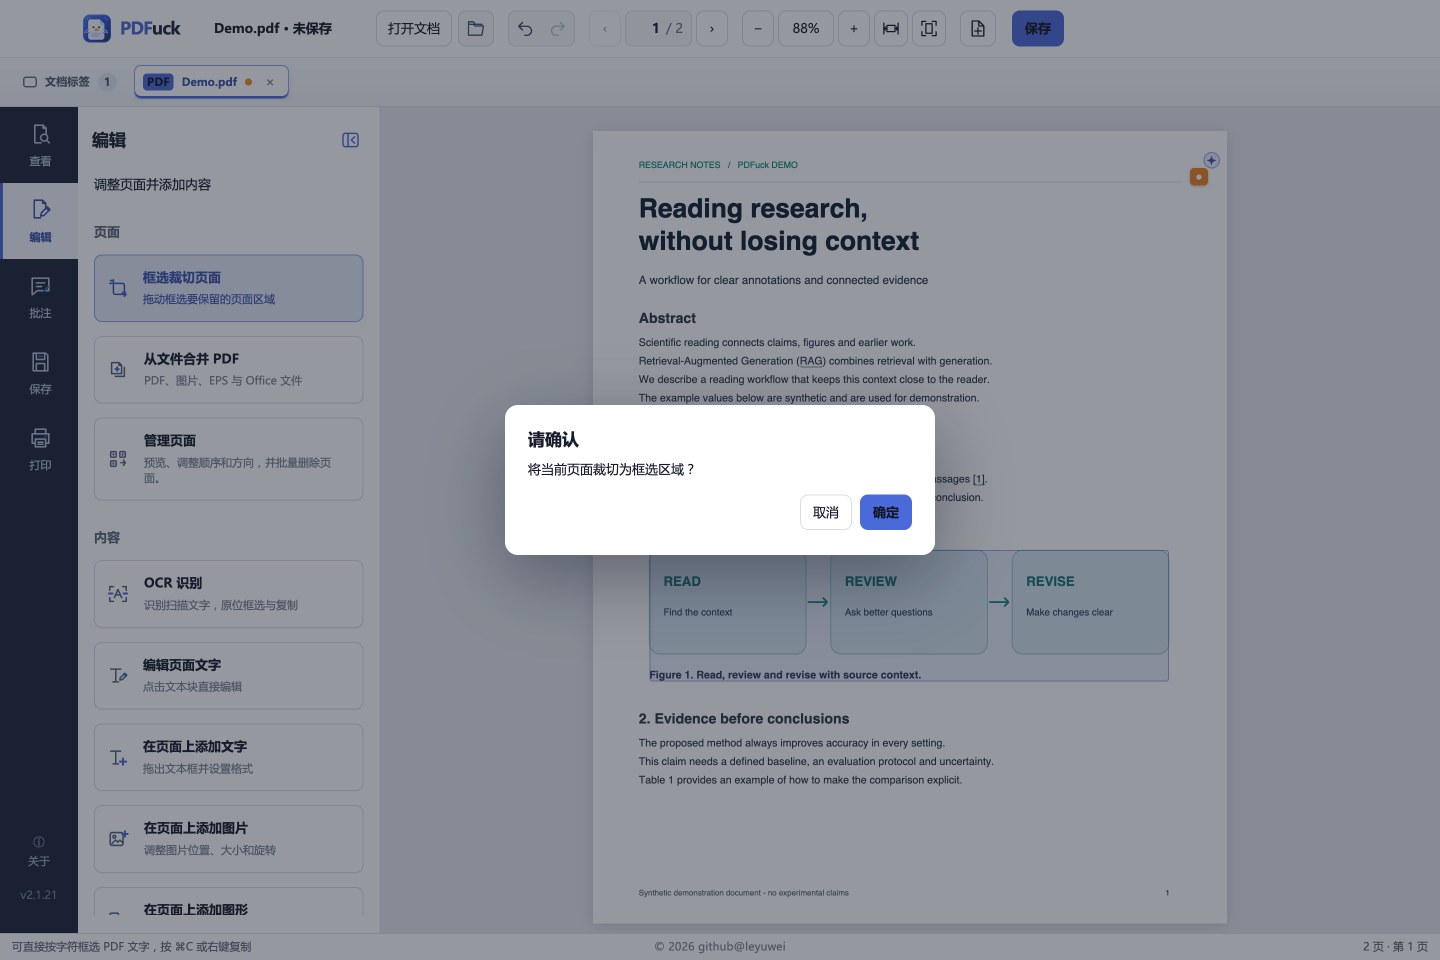 PDFuck
Demo.pdf • 未保存
打开文档
1 / 2
88%
保存
文档标签 1
PDF Demo.pdf
查看
编辑
批注
保存
打印
关于
v2.1.21
编辑
调整页面并添加内容
页面
框选裁切页面
拖动框选要保留的页面区域
从文件合并 PDF
PDF、图片、EPS 与 Office 文件
管理页面
预览、调整顺序和方向，并批量删除页
面。
内容
OCR 识别
识别扫描文字，原位框选与复制
编辑页面文字
点击文本块直接编辑
在页面上添加文字
拖出文本框并设置格式
在页面上添加图片
调整图片位置、大小和旋转
在页面上添加图形
RESEARCH NOTES / PDFuck DEMO
Reading research,
without losing context
A workflow for clear annotations and connected evidence
Abstract
Scientific reading connects claims, figures and earlier work.
Retrieval-Augmented Generation (RAG) combines retrieval with generation.
We describe a reading workflow that keeps this context close to the reader.
The example values below are synthetic and are used for demonstration.
请确认
将当前页面裁切为框选区域？
取消
确定
ssages [1].
onclusion.
READ
Find the context
REVIEW
Ask better questions
REVISE
Make changes clear
Figure 1. Read, review and revise with source context.
2. Evidence before conclusions
The proposed method always improves accuracy in every setting.
This claim needs a defined baseline, an evaluation protocol and uncertainty.
Table 1 provides an example of how to make the comparison explicit.
Synthetic demonstration document - no experimental claims
1
可直接按字符框选 PDF 文字，按 ⌘C 或右键复制
© 2026 github@leyuwei
2 页 · 第 1 页